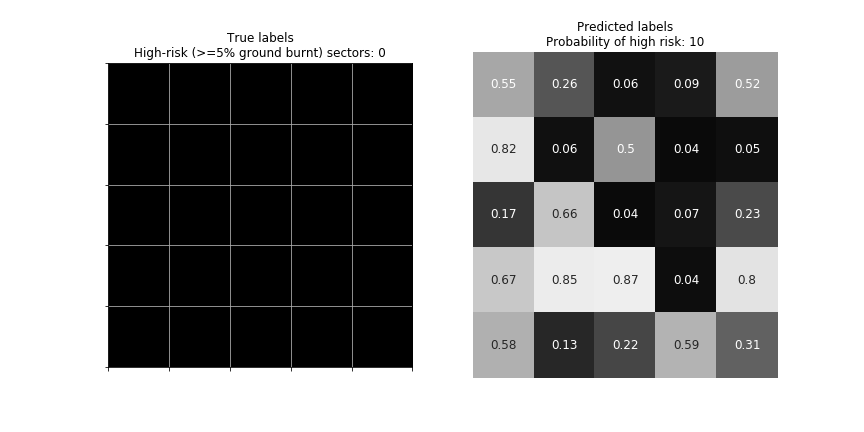 True labels
High-risk (>=5% ground burnt) sectors: 0
Predicted labels
Probability of high risk: 10
0.55 0.26 0.06 0.09 0.52
0.82 0.06 0.5 0.04 0.05
0.17 0.66 0.04 0.07 0.23
0.67 0.85 0.87 0.04 0.8
0.58 0.13 0.22 0.59 0.31